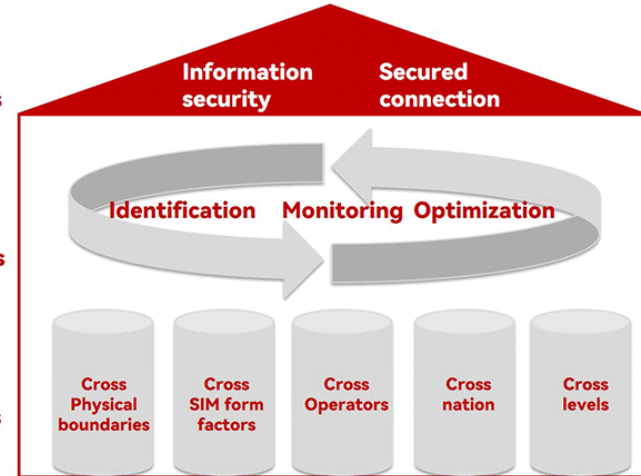 Information
security
Secured
connection
s
Identification
Monitoring
Optimization
s
Cross
Physical
boundaries
Cross
SIM form
factors
Cross
Operators
Cross
nation
Cross
levels
s